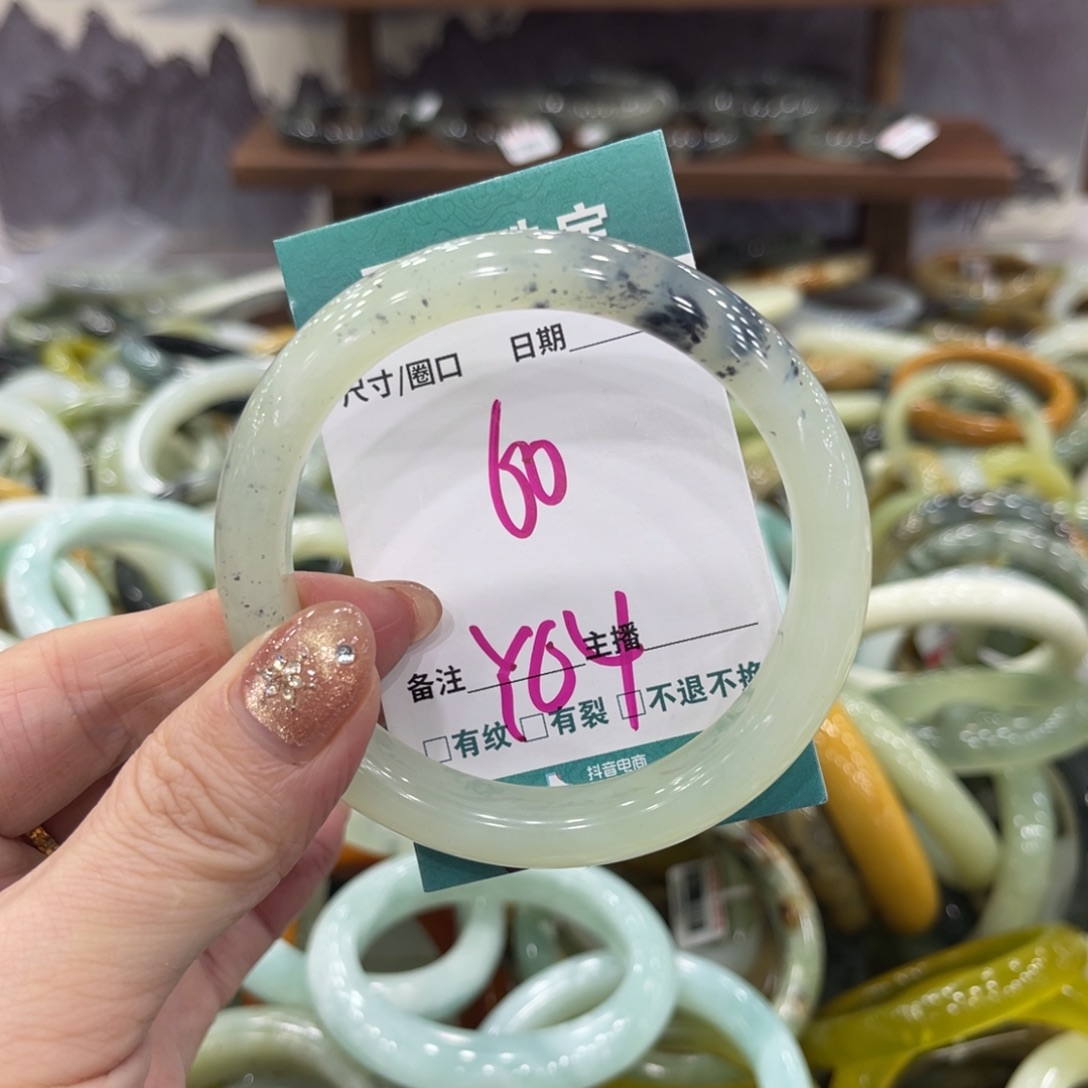 宝
尺寸/圈口 日期
60
备注 Y04 主播
□有纹 □有裂 □不退不换
抖音电商